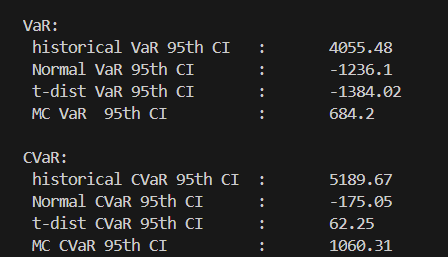 VaR:
historical VaR 95th CI : 4055.48
Normal VaR 95th CI : -1236.1
t-dist VaR 95th CI : -1384.02
MC VaR 95th CI : 684.2
CVaR:
historical CVaR 95th CI : 5189.67
Normal CVaR 95th CI : -175.05
t-dist CVaR 95th CI : 62.25
MC CVaR 95th CI : 1060.31